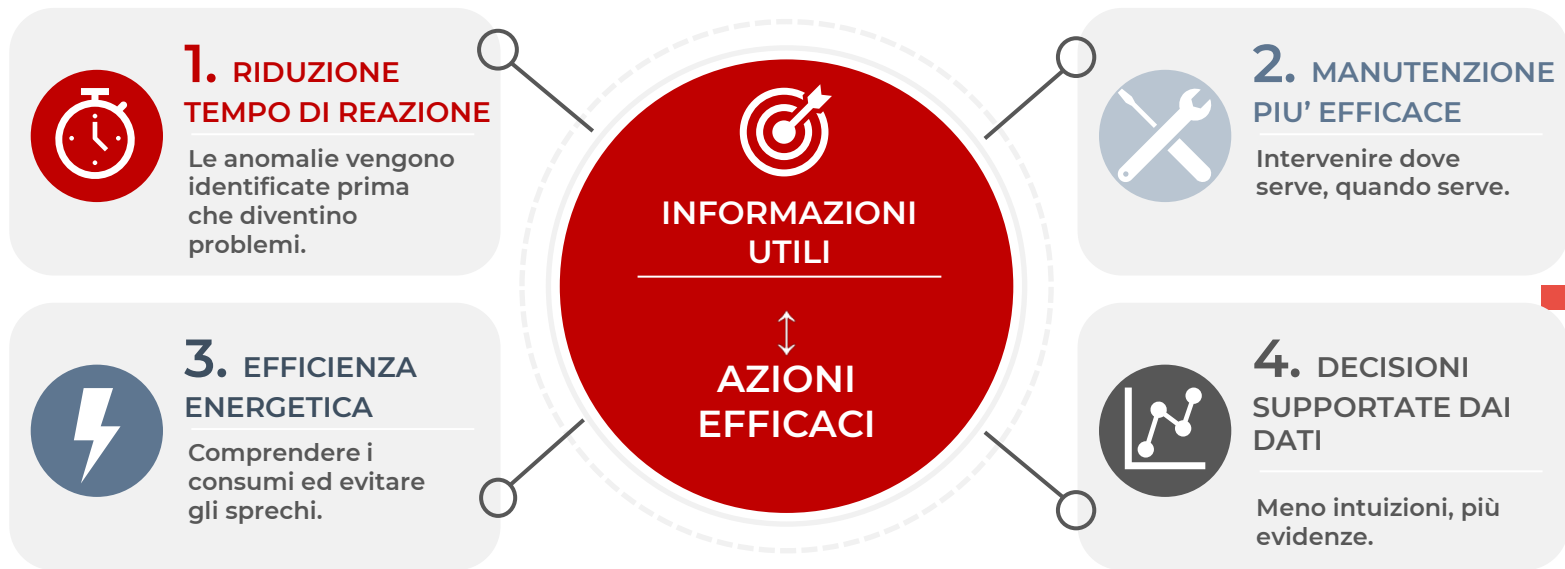 1. RIDUZIONE
TEMPO DI REAZIONE
Le anomalie vengono
identificate prima
che diventino
problemi.
2. MANUTENZIONE
PIU’ EFFICACE
Intervenire dove
serve, quando serve.
INFORMAZIONI
UTILI
↕
AZIONI
EFFICACI
3. EFFICIENZA
ENERGETICA
Comprendere i
consumi ed evitare
gli sprechi.
4. DECISIONI
SUPPORTATE DAI
DATI
Meno intuizioni, più
evidenze.